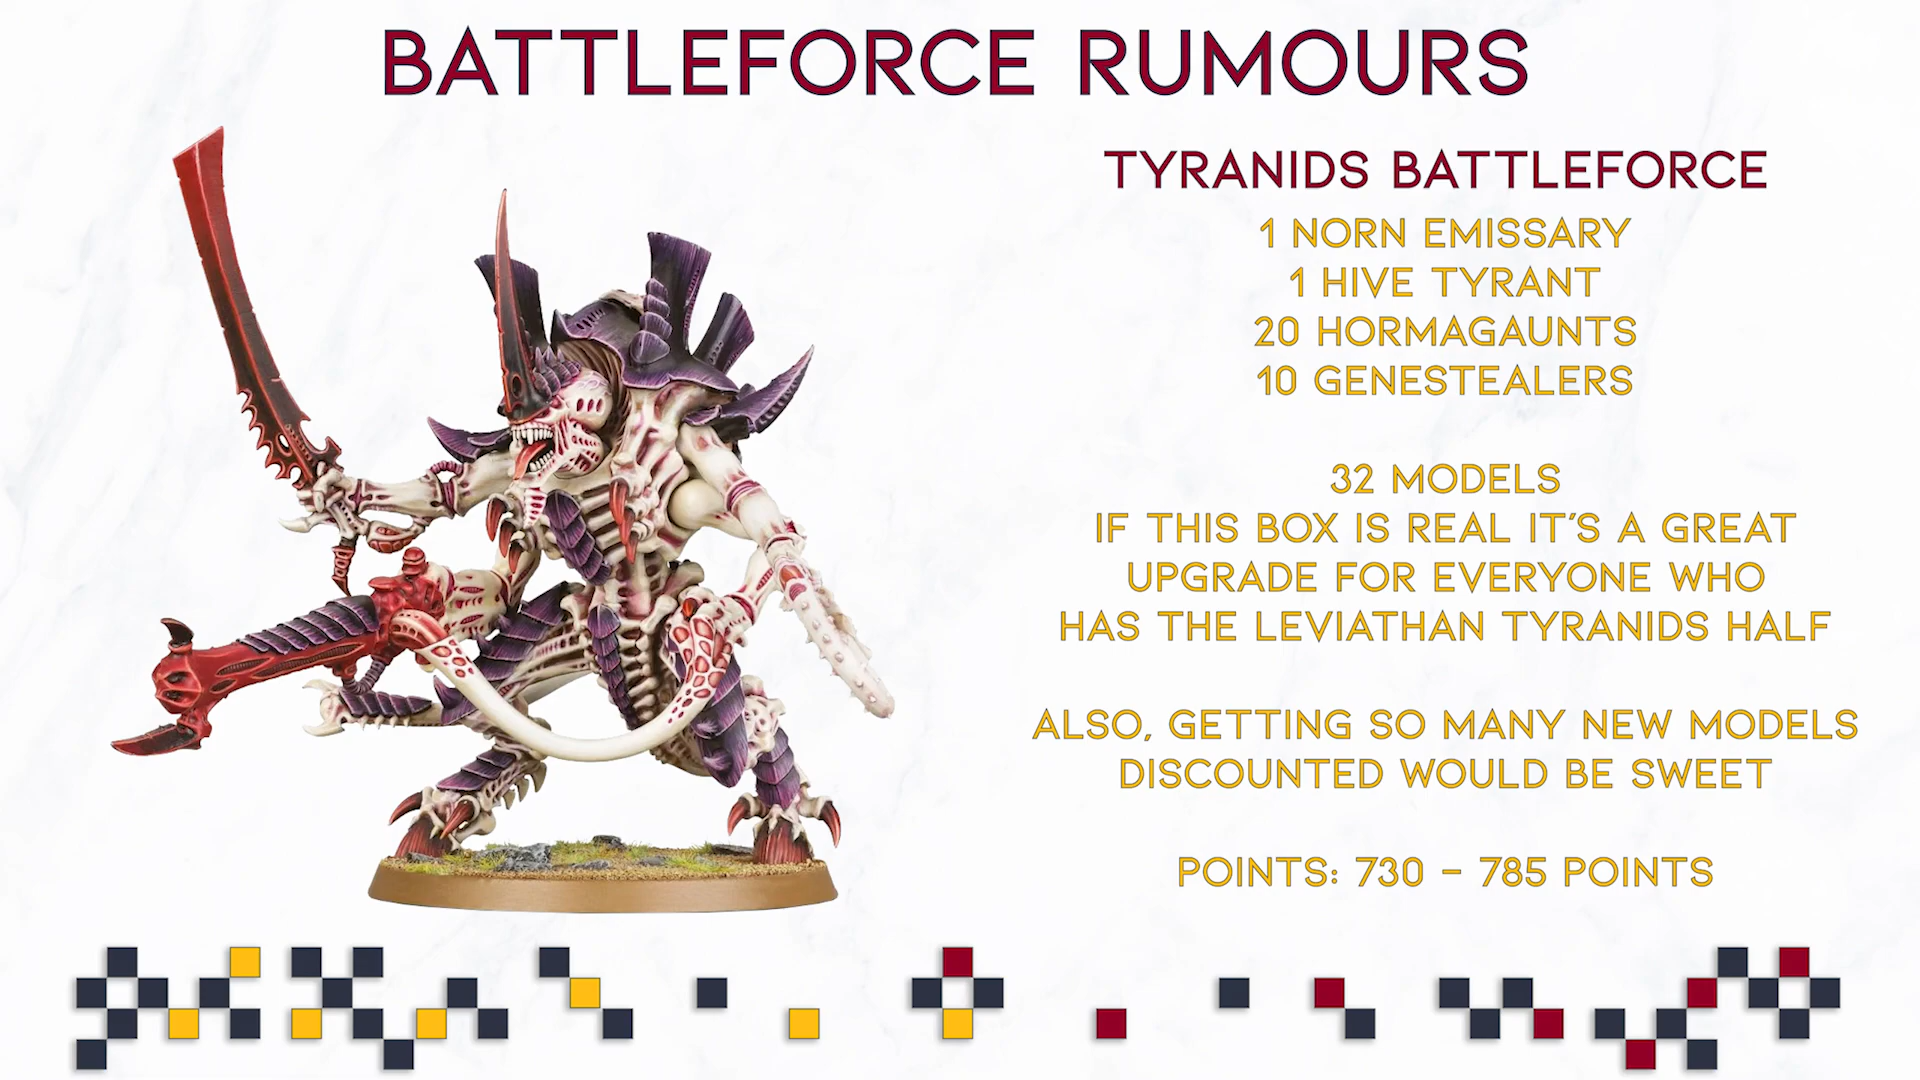 BATTLEFORCE RUMOURS
TYRANIDS BATTLEFORCE
1 NORN EMISSARY
1 HIVE TYRANT
20 HORMAGAUNTS
10 GENESTEALERS
32 MODELS
IF THIS BOX IS REAL IT'S A GREAT
UPGRADE FOR EVERYONE WHO
HAS THE LEVIATHAN TYRANIDS HALF
ALSO, GETTING SO MANY NEW MODELS
DISCOUNTED WOULD BE SWEET
POINTS: 730 – 785 POINTS